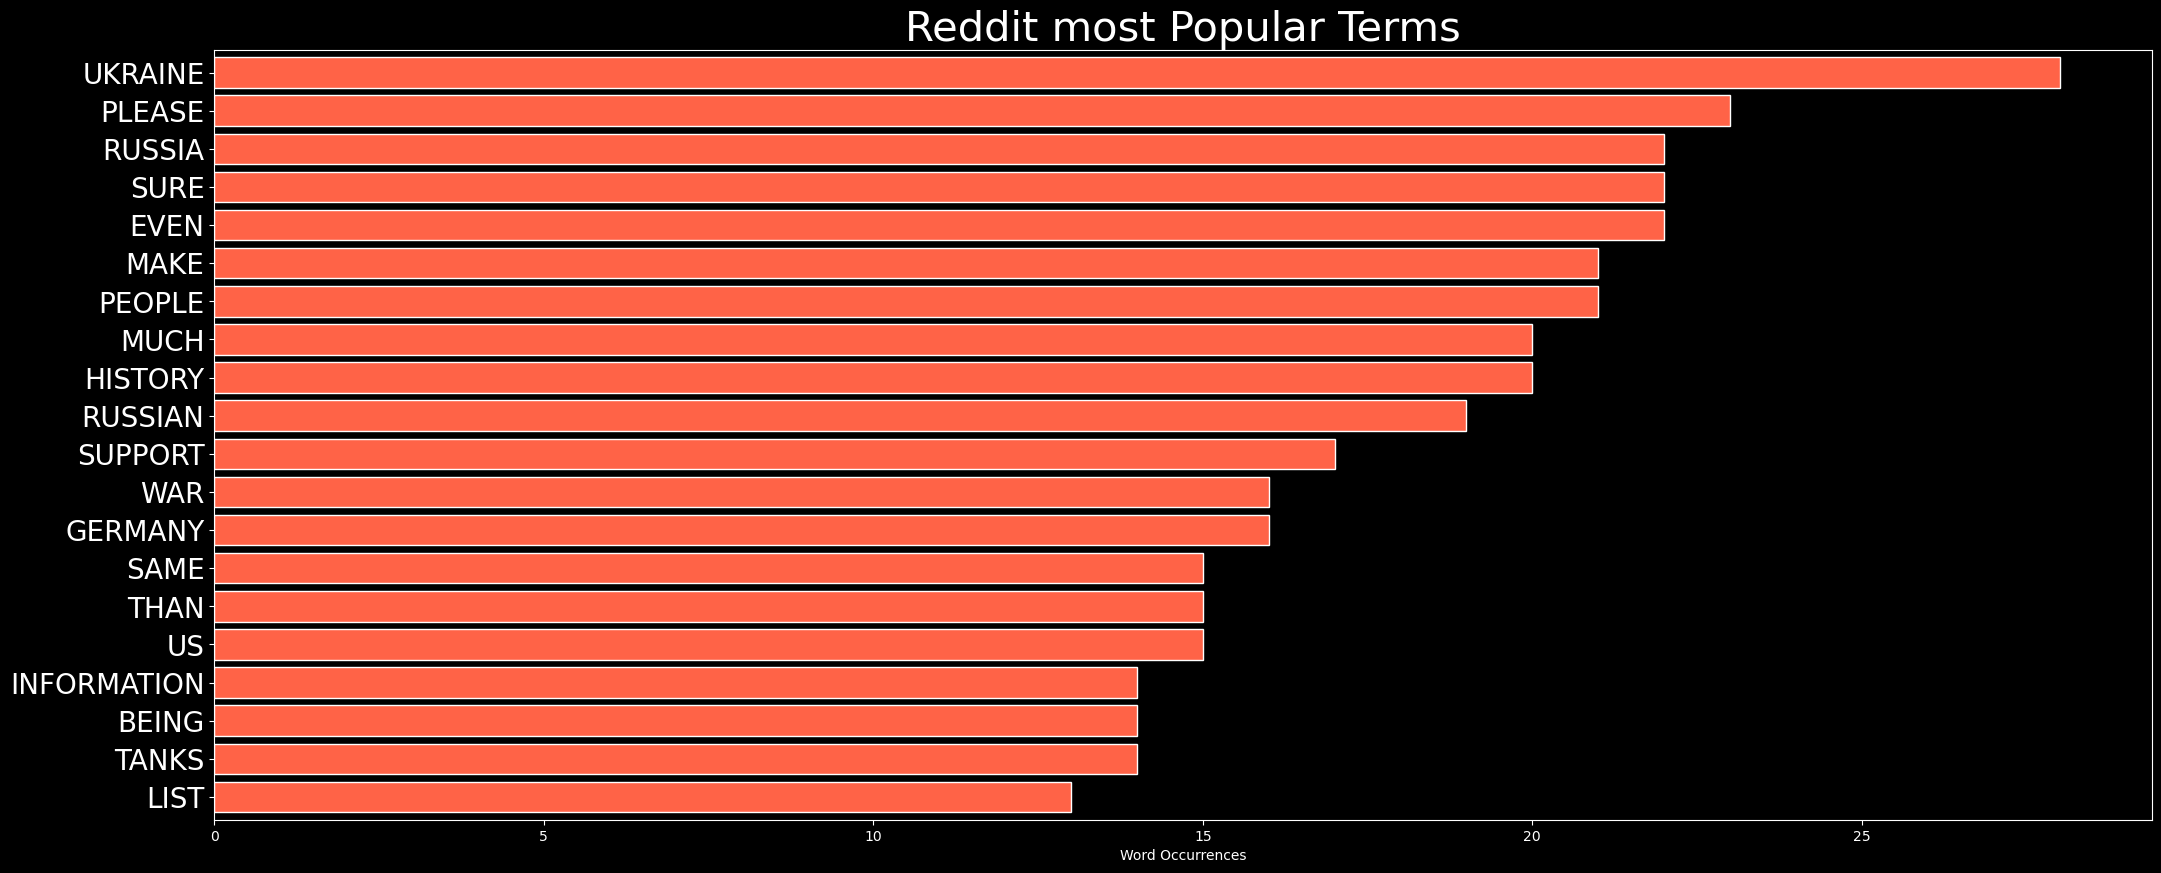 Reddit most Popular Terms
UKRAINE
PLEASE
RUSSIA
SURE
EVEN
MAKE
PEOPLE
MUCH
HISTORY
RUSSIAN
SUPPORT
WAR
GERMANY
SAME
THAN
US
INFORMATION
BEING
TANKS
LIST
0 5 10 15 20 25
Word Occurrences